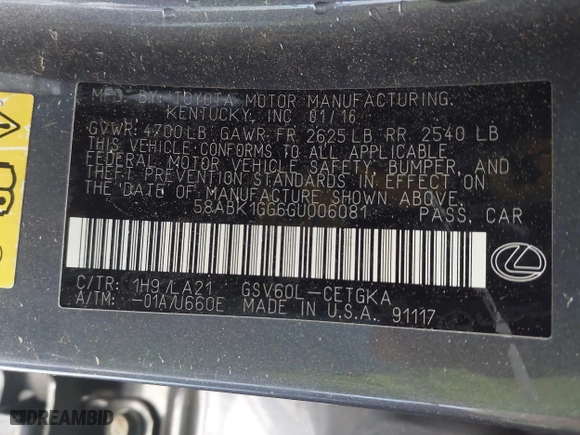 MFD. BY: TOYOTA MOTOR MANUFACTURING,
KENTUCKY, INC 01/16
GVWR: 4700 LB GAWR FR 2625 LB RR 2540 LB
THIS VEHICLE CONFORMS TO ALL APPLICABLE
FEDERAL MOTOR VEHICLE SAFETY, BUMPER, AND
THEFT PREVENTION STANDARDS IN EFFECT ON
THE DATE OF MANUFACTURE SHOWN ABOVE.
58ABK1GG6GU006081 PASS. CAR
C/TR: 1H9/LA21 GSV60L-CETGKA
A/TM: -01A/U660E MADE IN U.S.A. 91117
DREAMBID